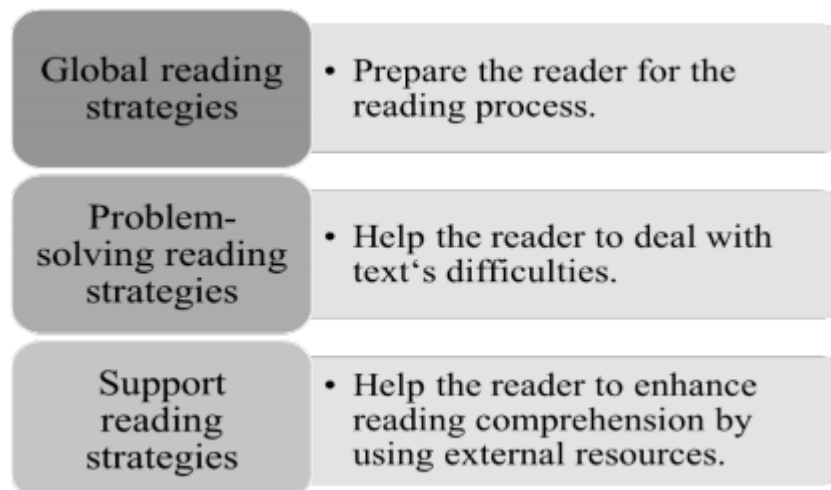 Global reading
strategies
• Prepare the reader for the
reading process.
Problem-
solving reading
strategies
• Help the reader to deal with
text‘s difficulties.
Support
reading
strategies
• Help the reader to enhance
reading comprehension by
using external resources.